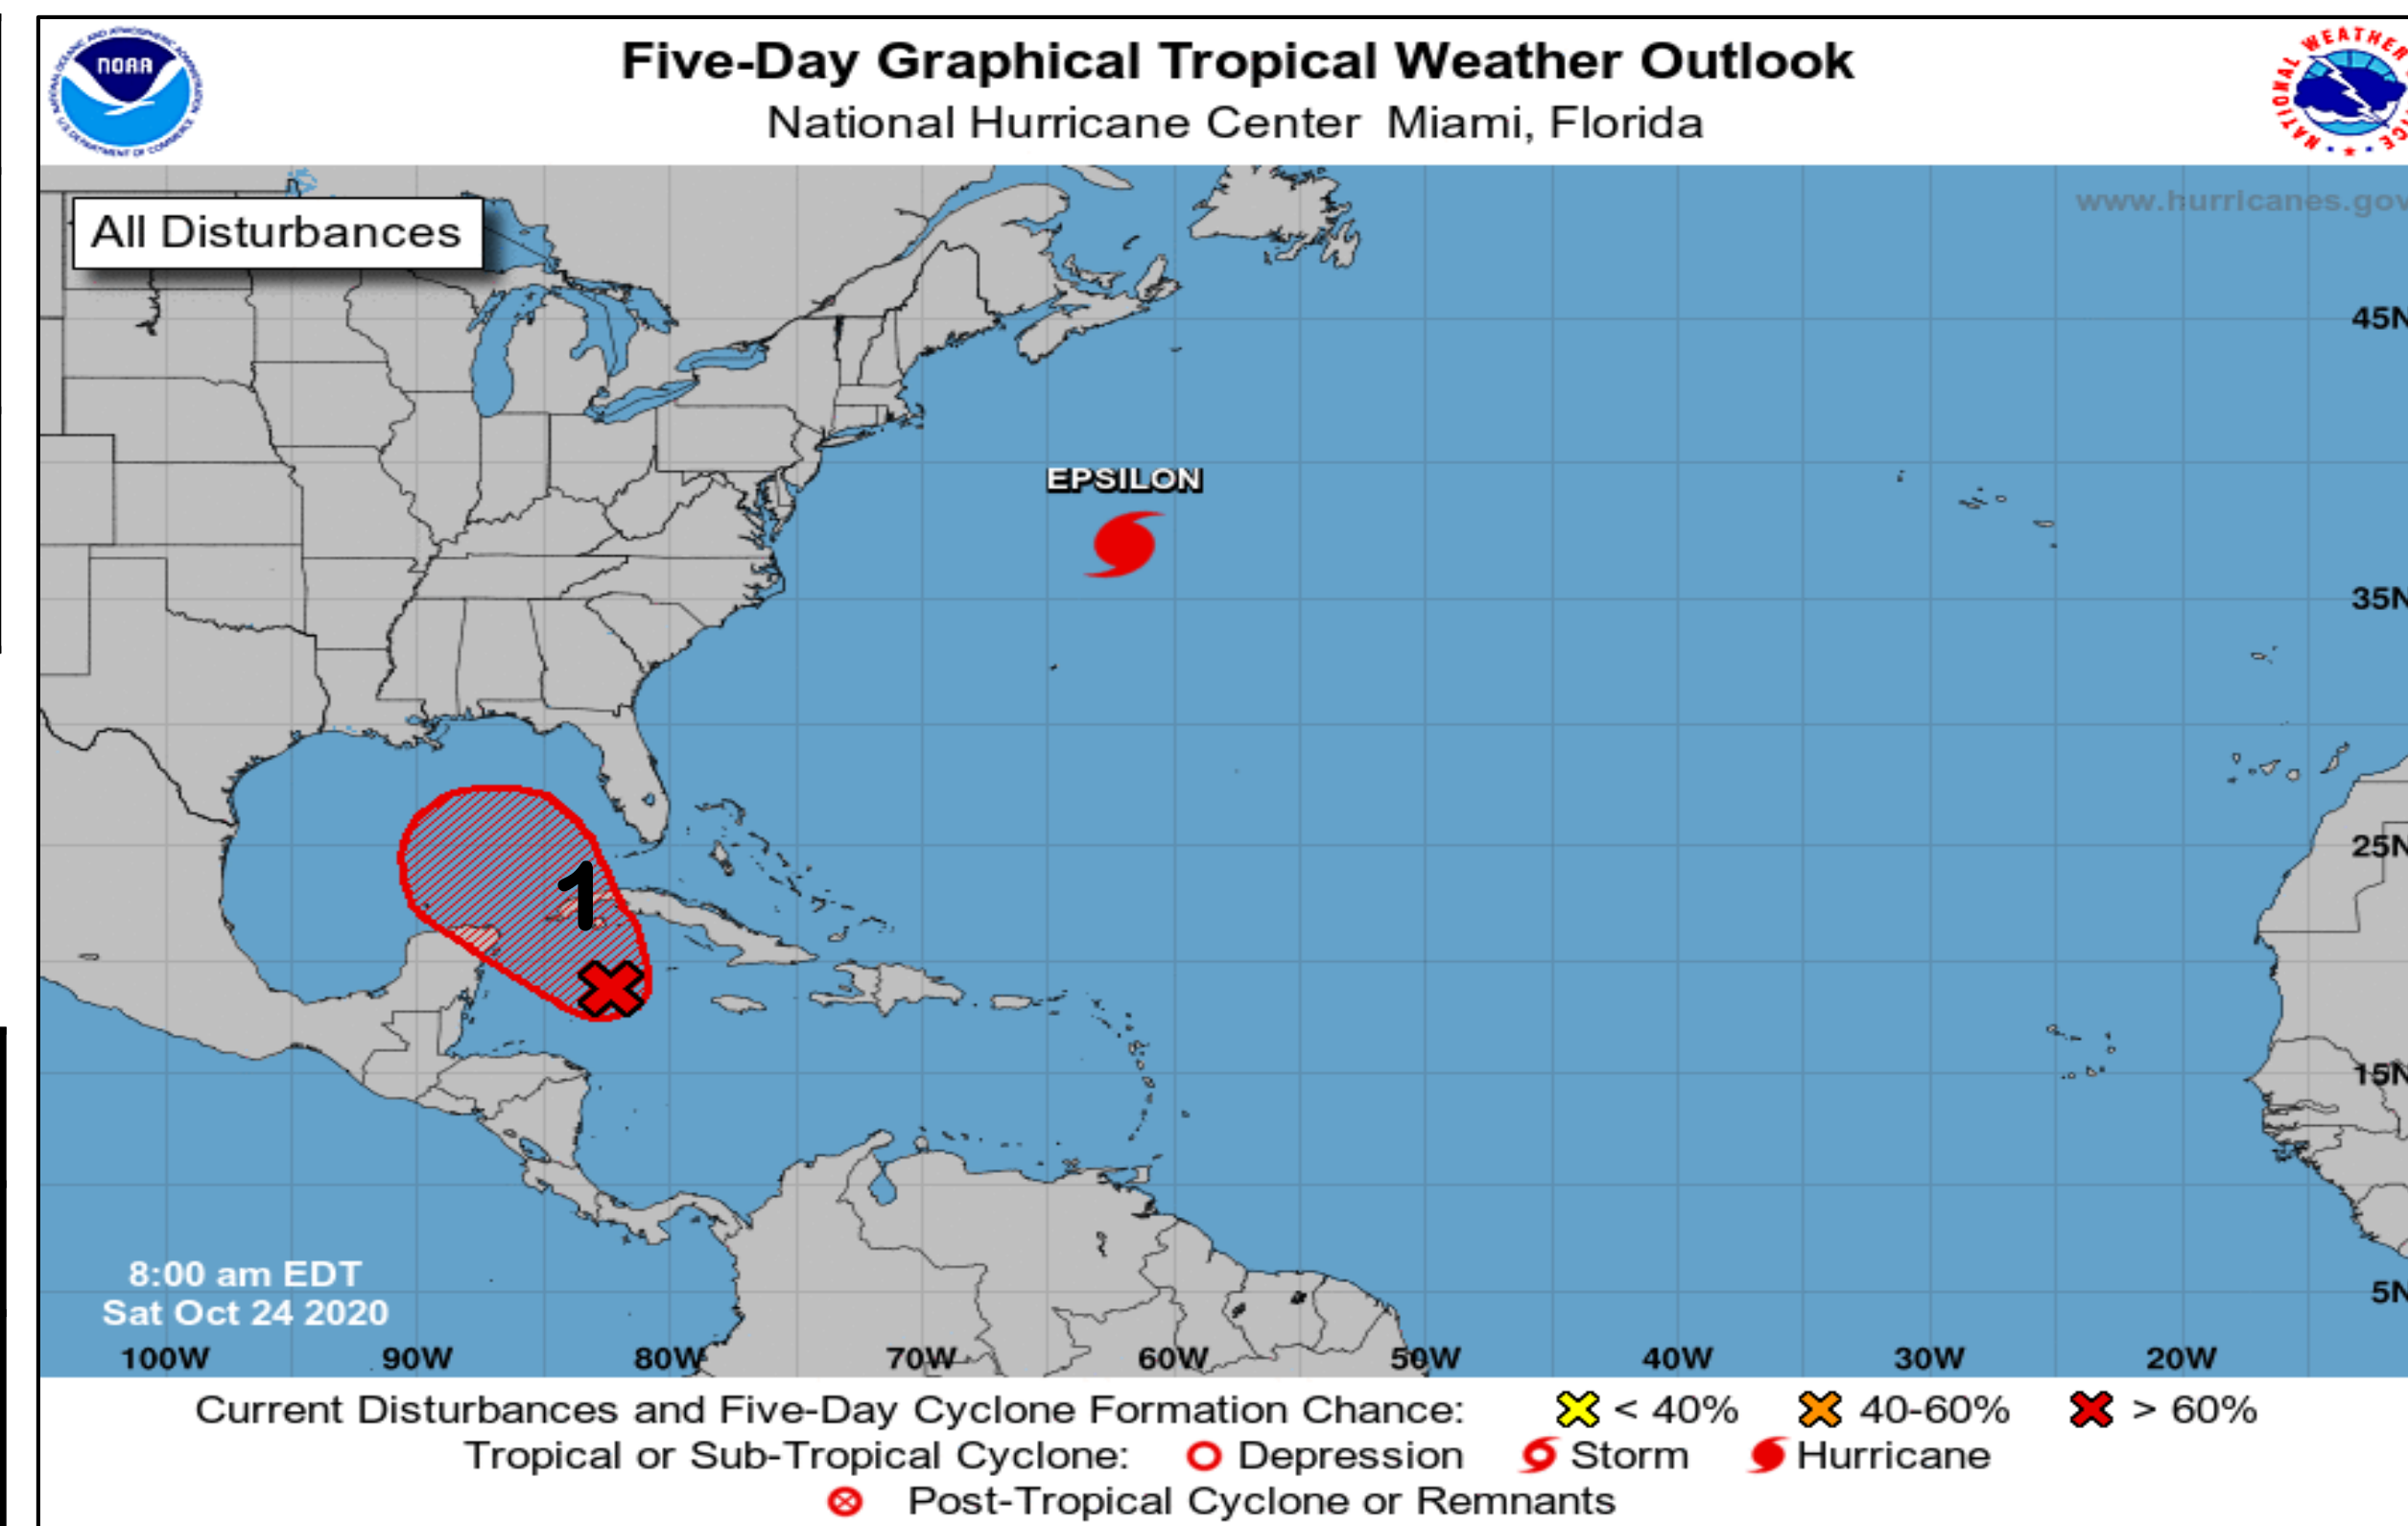 NOAA
Five-Day Graphical Tropical Weather Outlook
National Hurricane Center Miami, Florida
All Disturbances
www.hurricanes.gov
45N
EPSILON
35N
25N
1
15N
8:00 am EDT
Sat Oct 24 2020
5N
100W 90W 80W 70W 60W 50W 40W 30W 20W
Current Disturbances and Five-Day Cyclone Formation Chance: < 40% 40-60% > 60%
Tropical or Sub-Tropical Cyclone: Depression Storm Hurricane
Post-Tropical Cyclone or Remnants